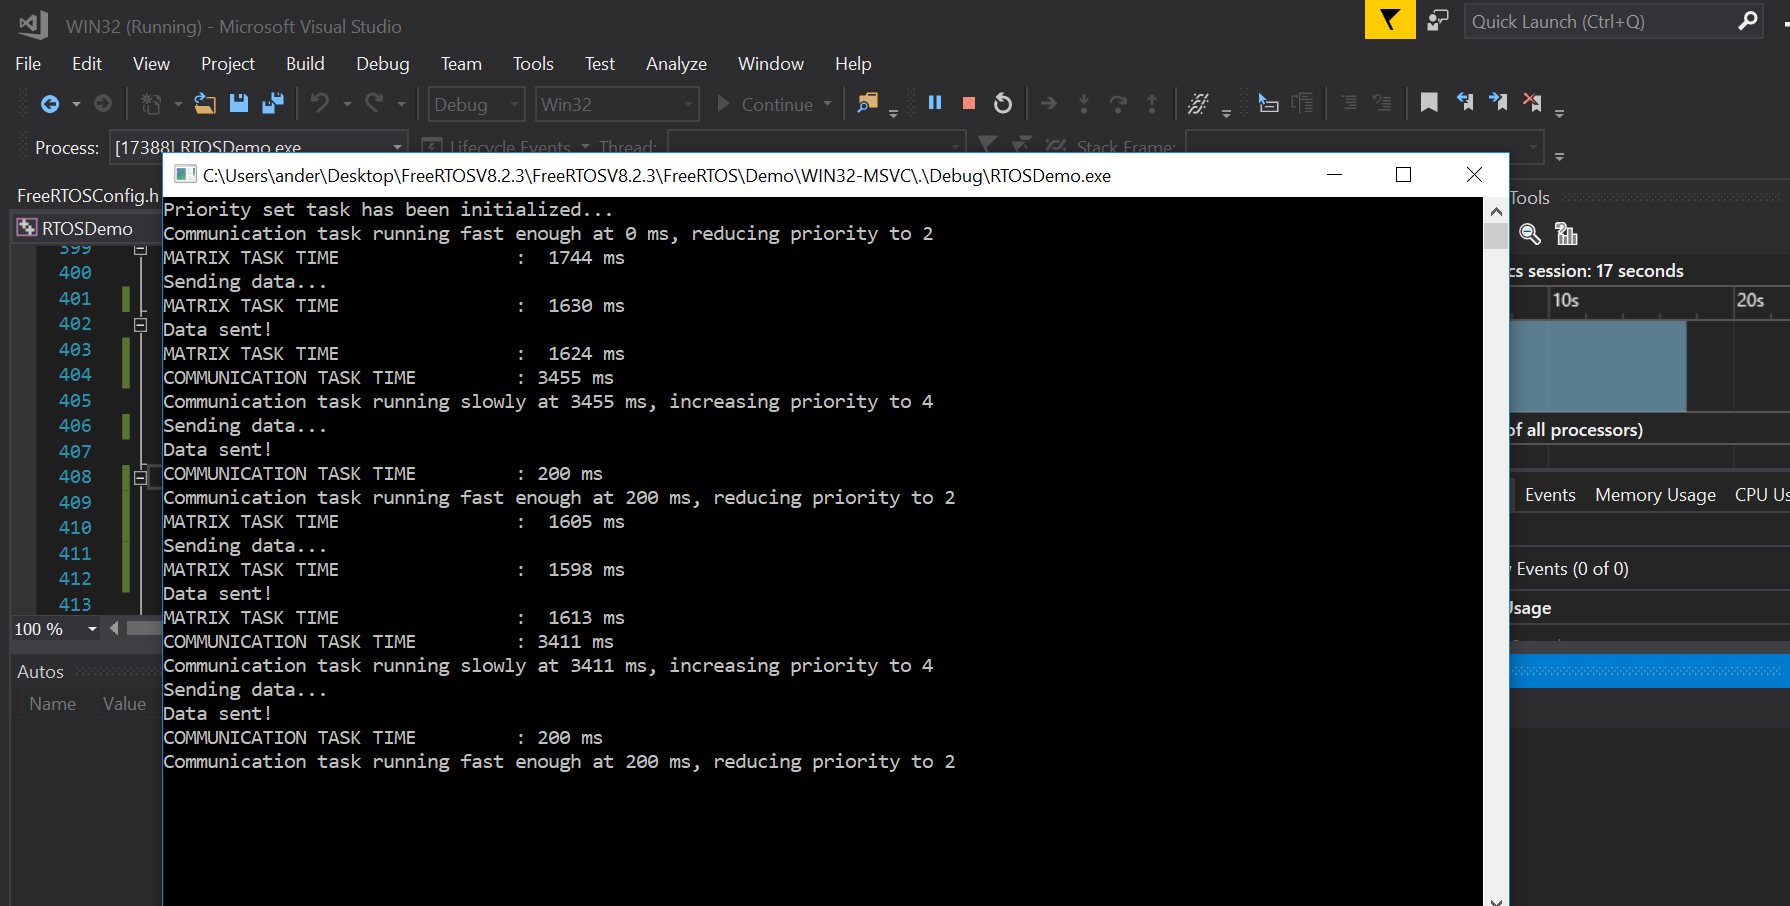 WIN32 (Running) - Microsoft Visual Studio
Quick Launch (Ctrl+Q)
File Edit View Project Build Debug Team Tools Test Analyze Window Help
Debug Win32 Continue
Process: [17388] RTOSDemo.exe Lifecycle Events Thread: Stack Frame:
C:\Users\ander\Desktop\FreeRTOSV8.2.3\FreeRTOSV8.2.3\FreeRTOS\Demo\WIN32-MSVC\.\Debug\RTOSDemo.exe
FreeRTOSConfig.h
RTOSDemo
399
400
401
402
403
404
405
406
407
408
409
410
411
412
413
100 %
Autos
Name Value
Priority set task has been initialized...
Communication task running fast enough at 0 ms, reducing priority to 2
MATRIX TASK TIME : 1744 ms
Sending data...
MATRIX TASK TIME : 1630 ms
Data sent!
MATRIX TASK TIME : 1624 ms
COMMUNICATION TASK TIME : 3455 ms
Communication task running slowly at 3455 ms, increasing priority to 4
Sending data...
Data sent!
COMMUNICATION TASK TIME : 200 ms
Communication task running fast enough at 200 ms, reducing priority to 2
MATRIX TASK TIME : 1605 ms
Sending data...
MATRIX TASK TIME : 1598 ms
Data sent!
MATRIX TASK TIME : 1613 ms
COMMUNICATION TASK TIME : 3411 ms
Communication task running slowly at 3411 ms, increasing priority to 4
Sending data...
Data sent!
COMMUNICATION TASK TIME : 200 ms
Communication task running fast enough at 200 ms, reducing priority to 2
Tools
cs session: 17 seconds
10s 20s
of all processors)
Events Memory Usage CPU Us
Events (0 of 0)
Usage